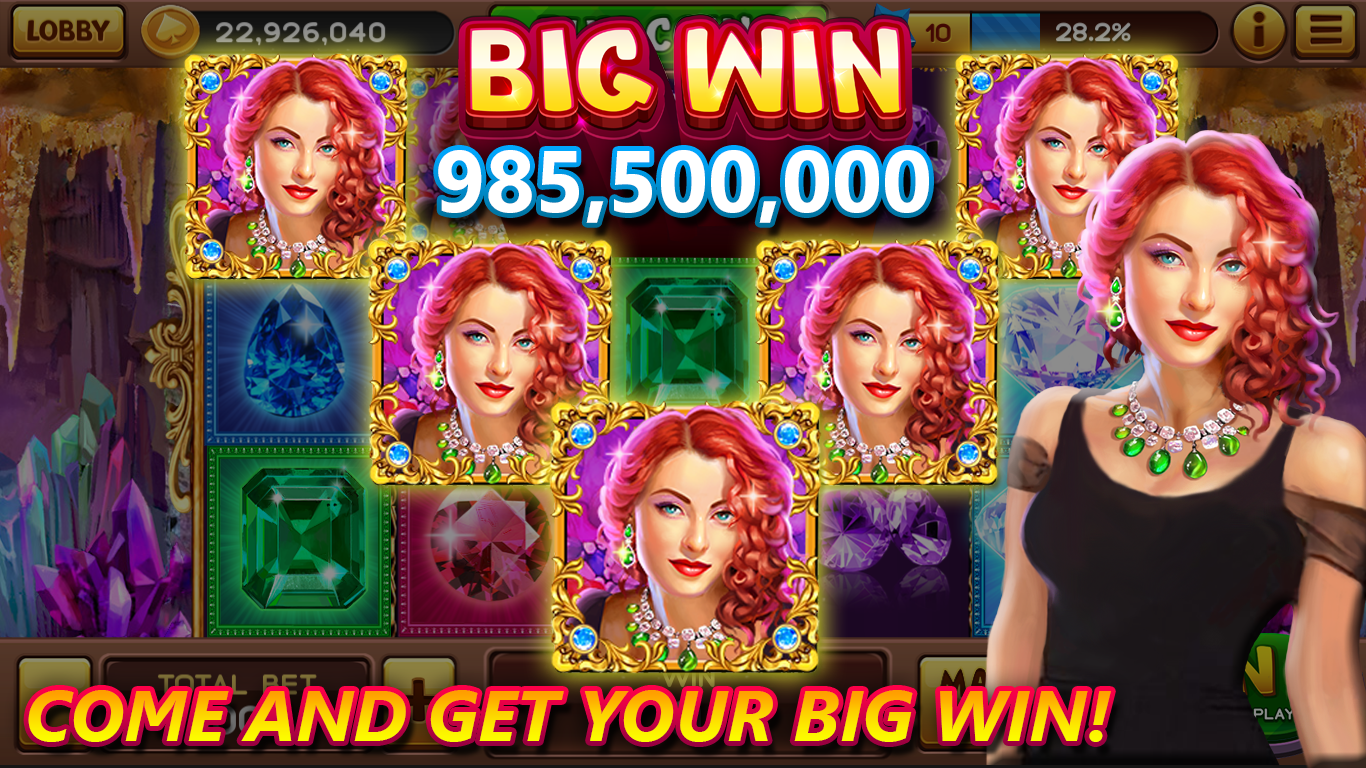 LOBBY
22,926,040
10
28.2%
BIG WIN
985,500,000
TOTAL BET
WIN
COME AND GET YOUR BIG WIN!